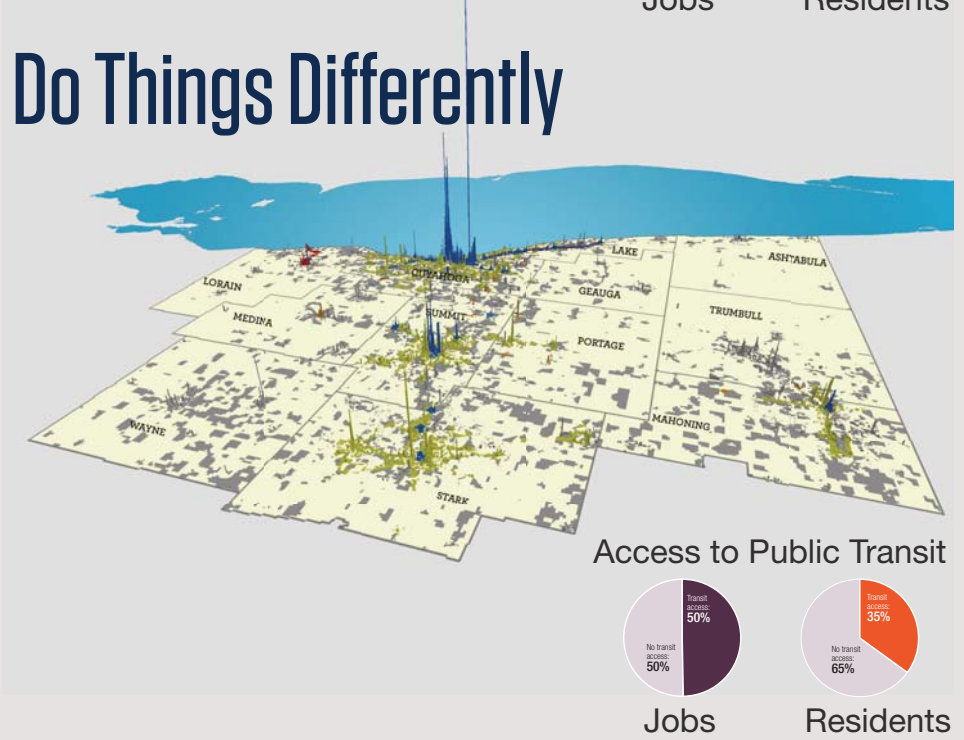 Jobs Residents
Do Things Differently
LAKE
ASHTABULA
CUYAHOGA
LORAIN
GEAUGA
MEDINA
SUMMIT
TRUMBULL
PORTAGE
WAYNE
MAHONING
STARK
Access to Public Transit
Transit
access:
50%
No transit
access:
50%
Transit
access:
35%
No transit
access:
65%
Jobs Residents